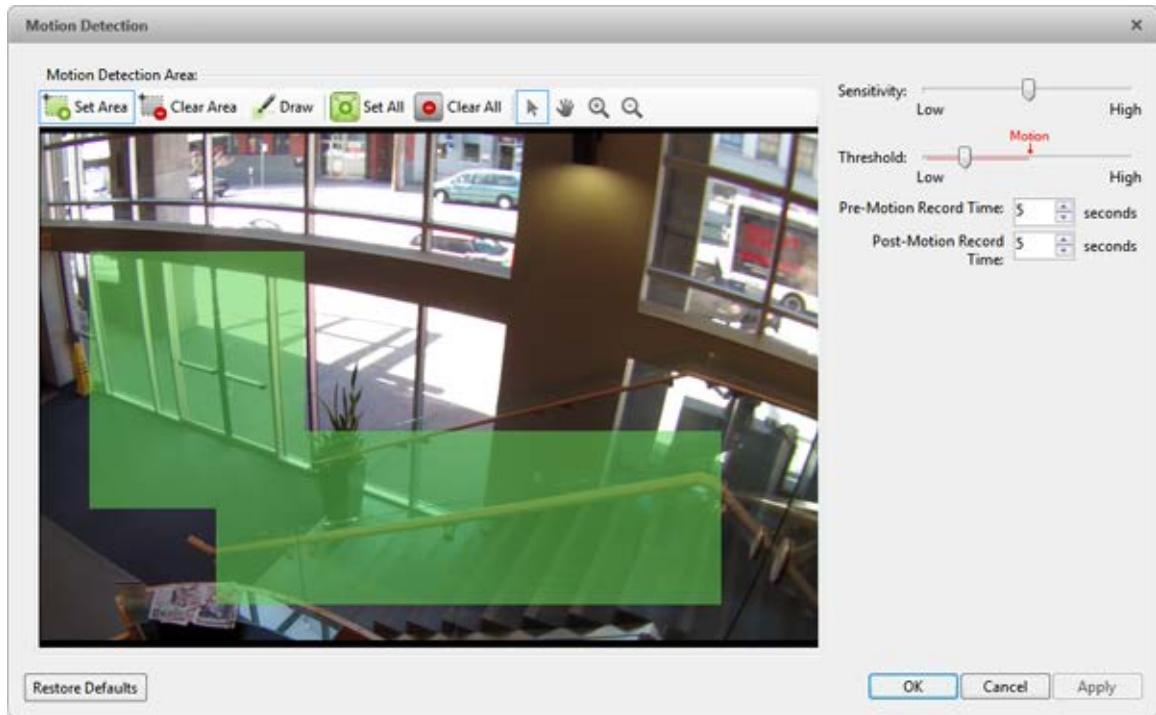 Motion Detection
Motion Detection Area:
Set Area Clear Area Draw Set All Clear All
Sensitivity:
Low High
Motion
Threshold:
Low High
Pre-Motion Record Time: 5 seconds
Post-Motion Record Time: 5 seconds
Restore Defaults
OK Cancel Apply